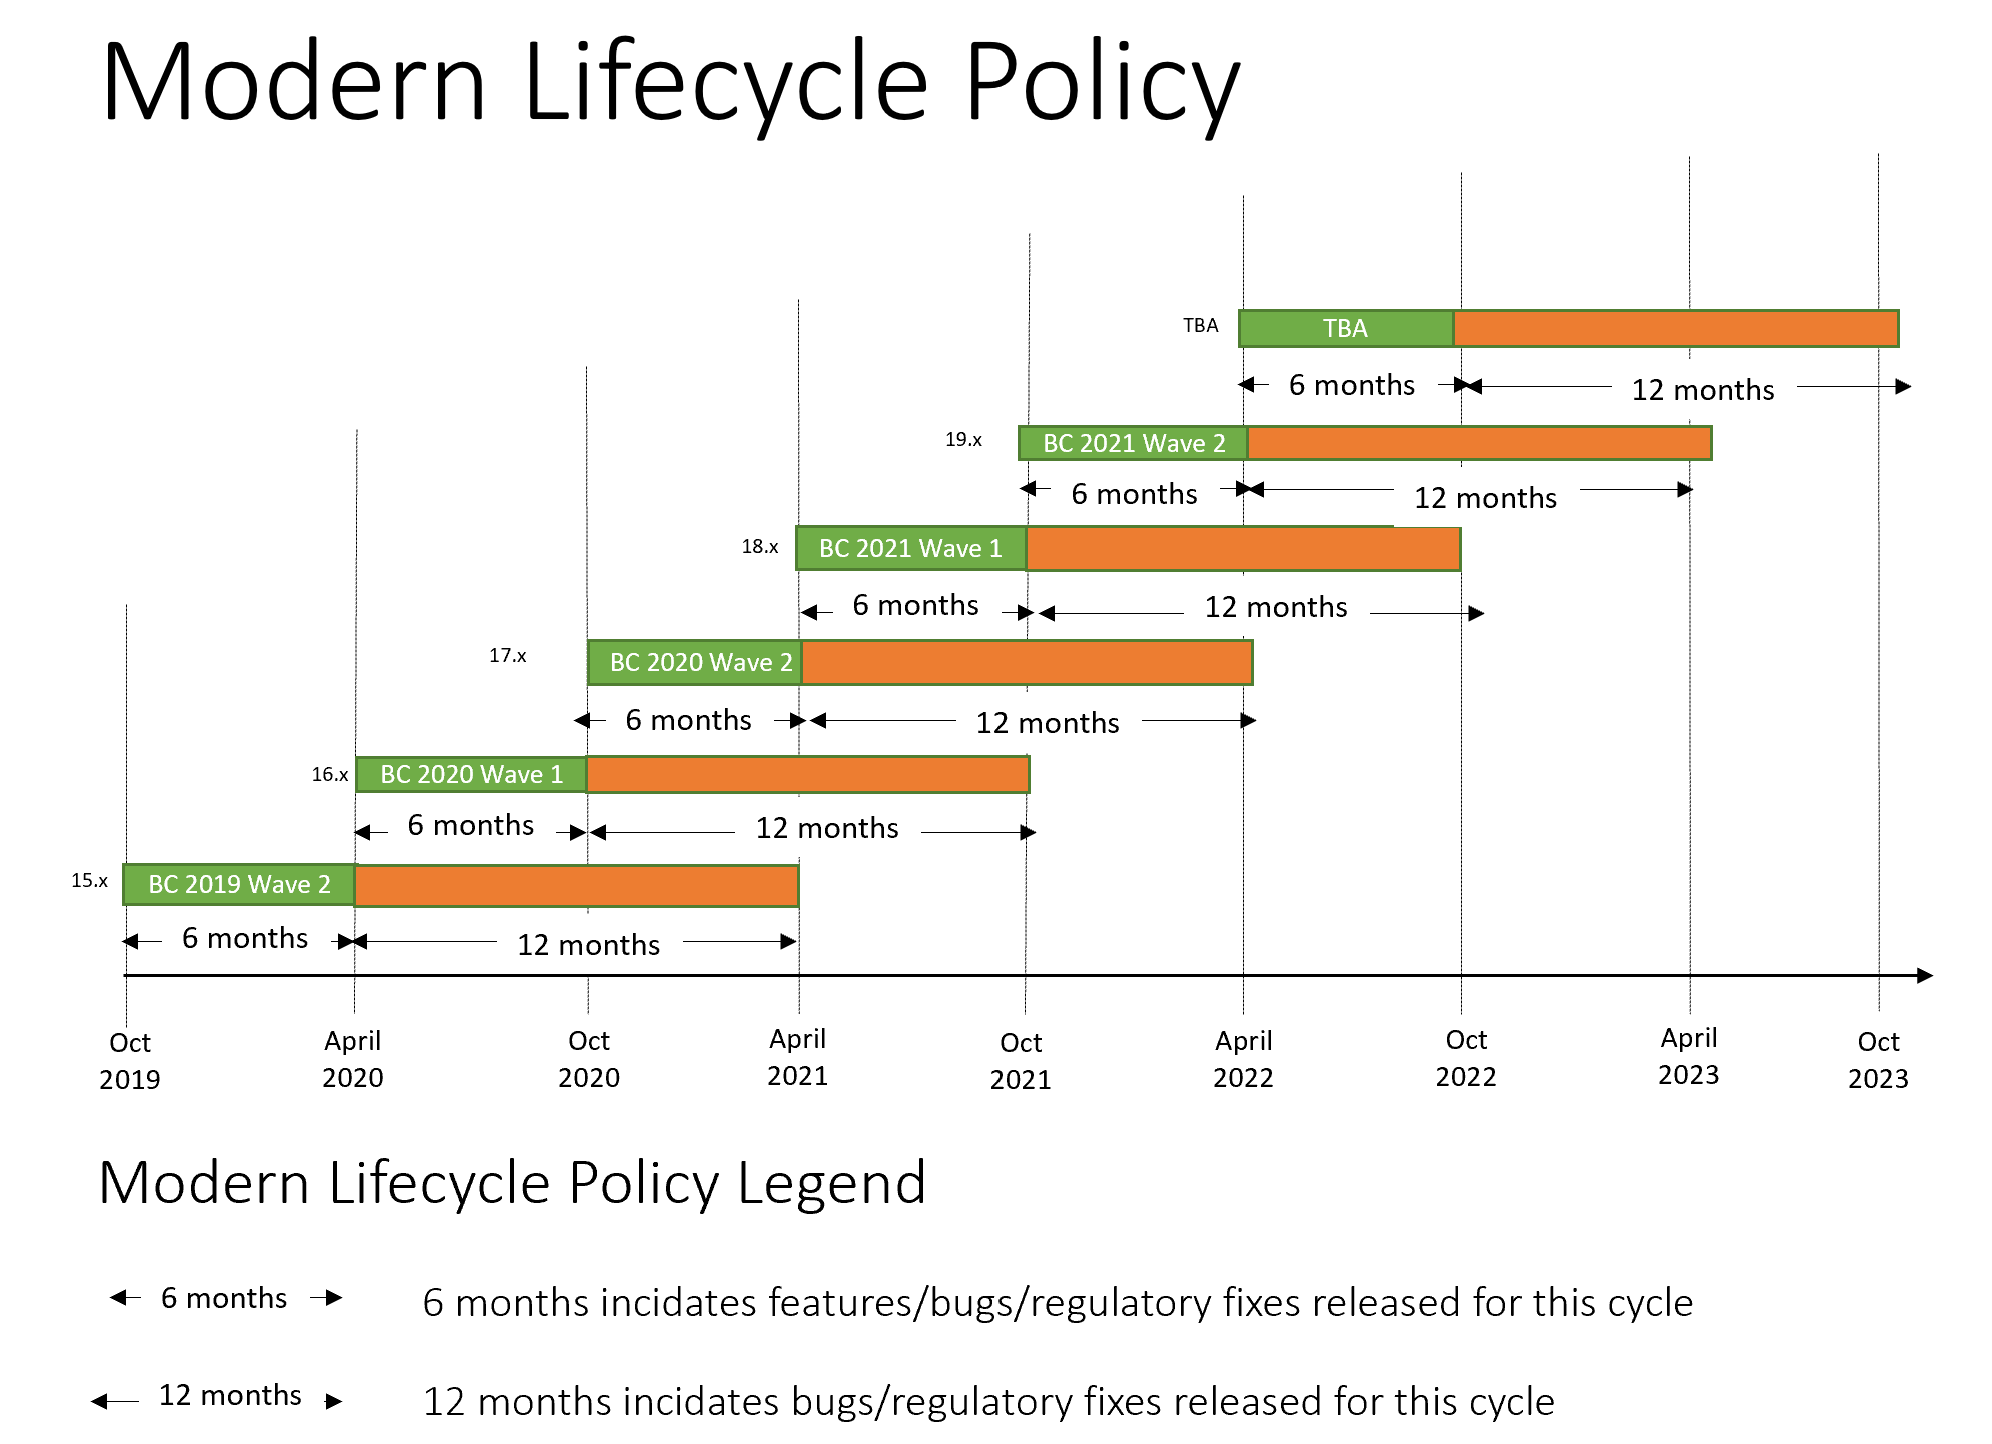 Modern Lifecycle Policy
TBA
TBA
6 months
12 months
19.x
BC 2021 Wave 2
6 months
12 months
18.x
BC 2021 Wave 1
6 months
12 months
17.x
BC 2020 Wave 2
6 months
12 months
16.x
BC 2020 Wave 1
6 months
12 months
15.x
BC 2019 Wave 2
6 months
12 months
Oct
2019
April
2020
Oct
2020
April
2021
Oct
2021
April
2022
Oct
2022
April
2023
Oct
2023
Modern Lifecycle Policy Legend
6 months
6 months incidates features/bugs/regulatory fixes released for this cycle
12 months
12 months incidates bugs/regulatory fixes released for this cycle